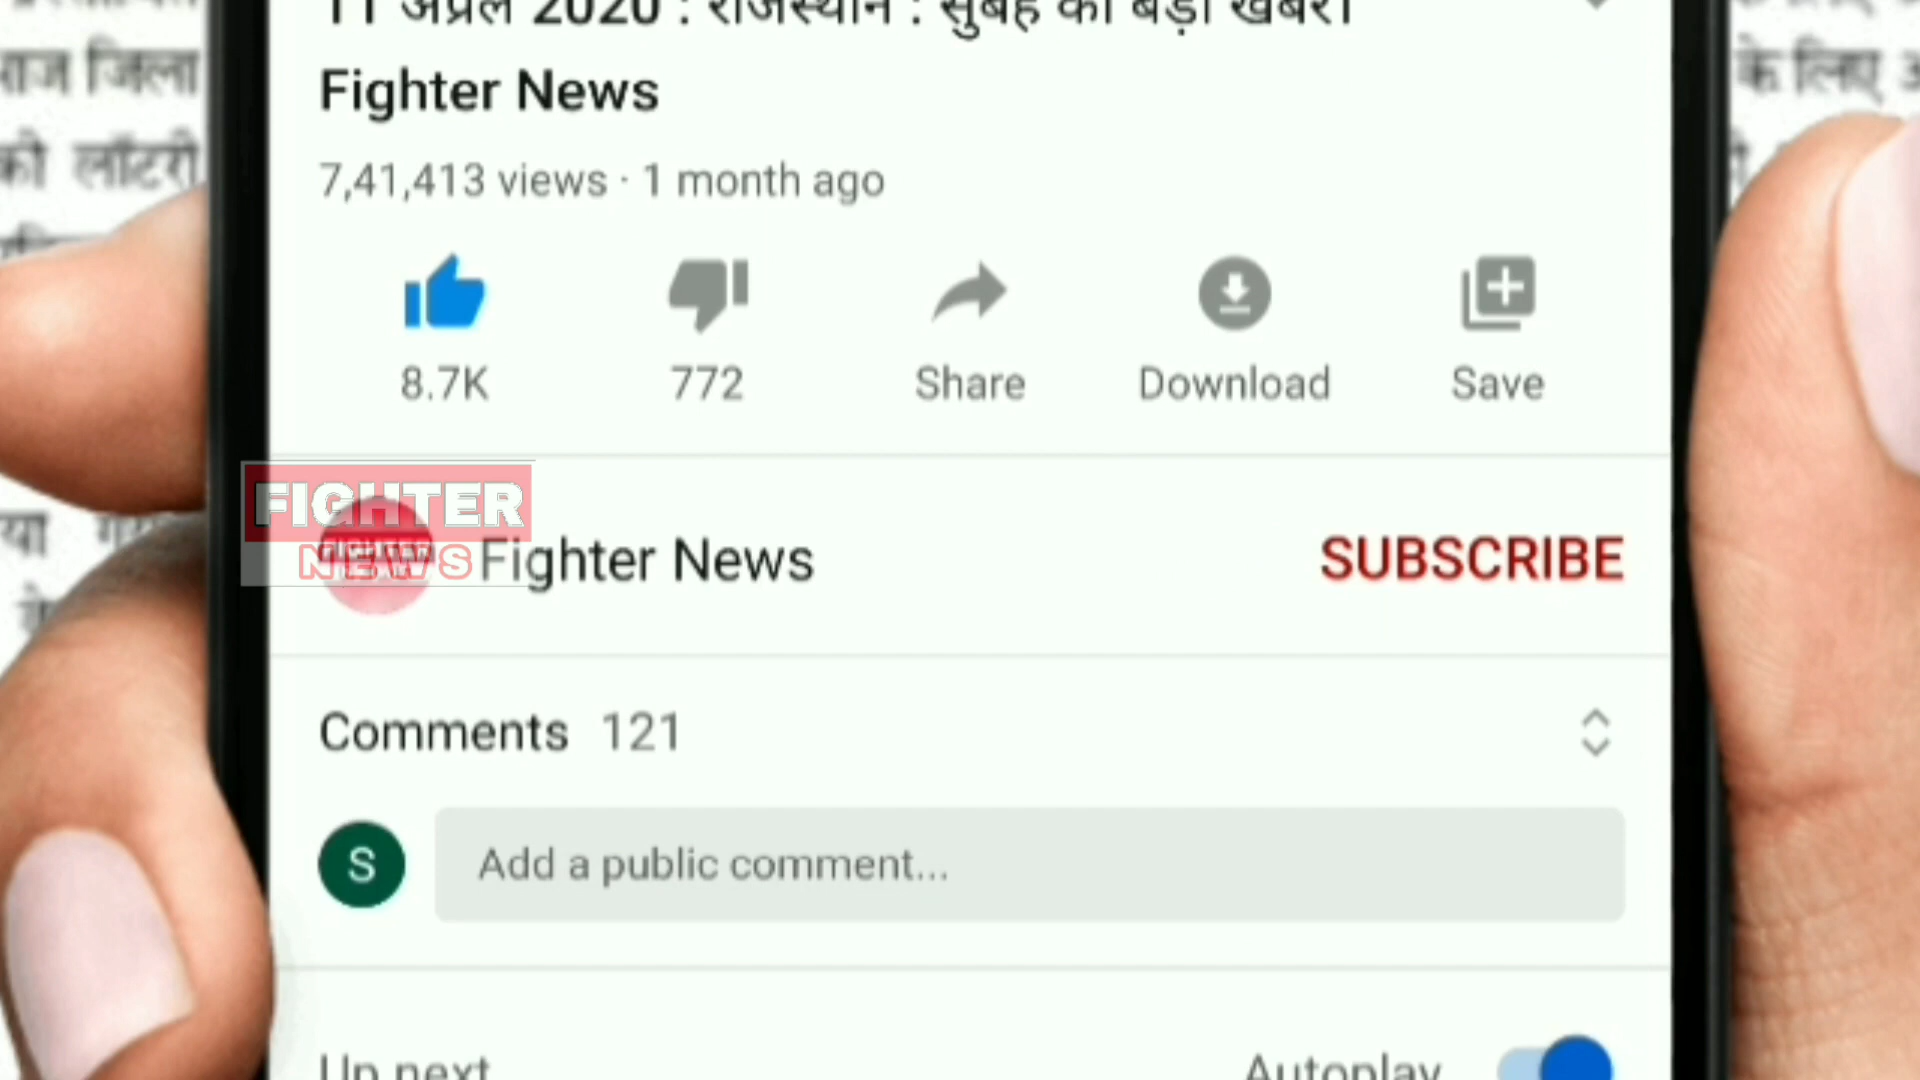 11 अप्रैल 2020 : राजस्थान : सुबह की बड़ी खबरें।
Fighter News
7,41,413 views · 1 month ago
8.7K
772
Share
Download
Save
FIGHTER
NEWS
Fighter News
SUBSCRIBE
Comments 121
S
Add a public comment...
Up next
Autoplay
जिला
के लिए
की लॉटरी
या